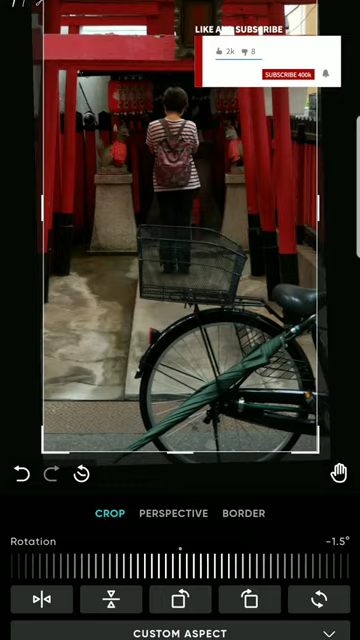 LIKE AND SUBSCRIBE
2k 8
SUBSCRIBE 400k
CROP PERSPECTIVE BORDER
Rotation -1.5°
CUSTOM ASPECT